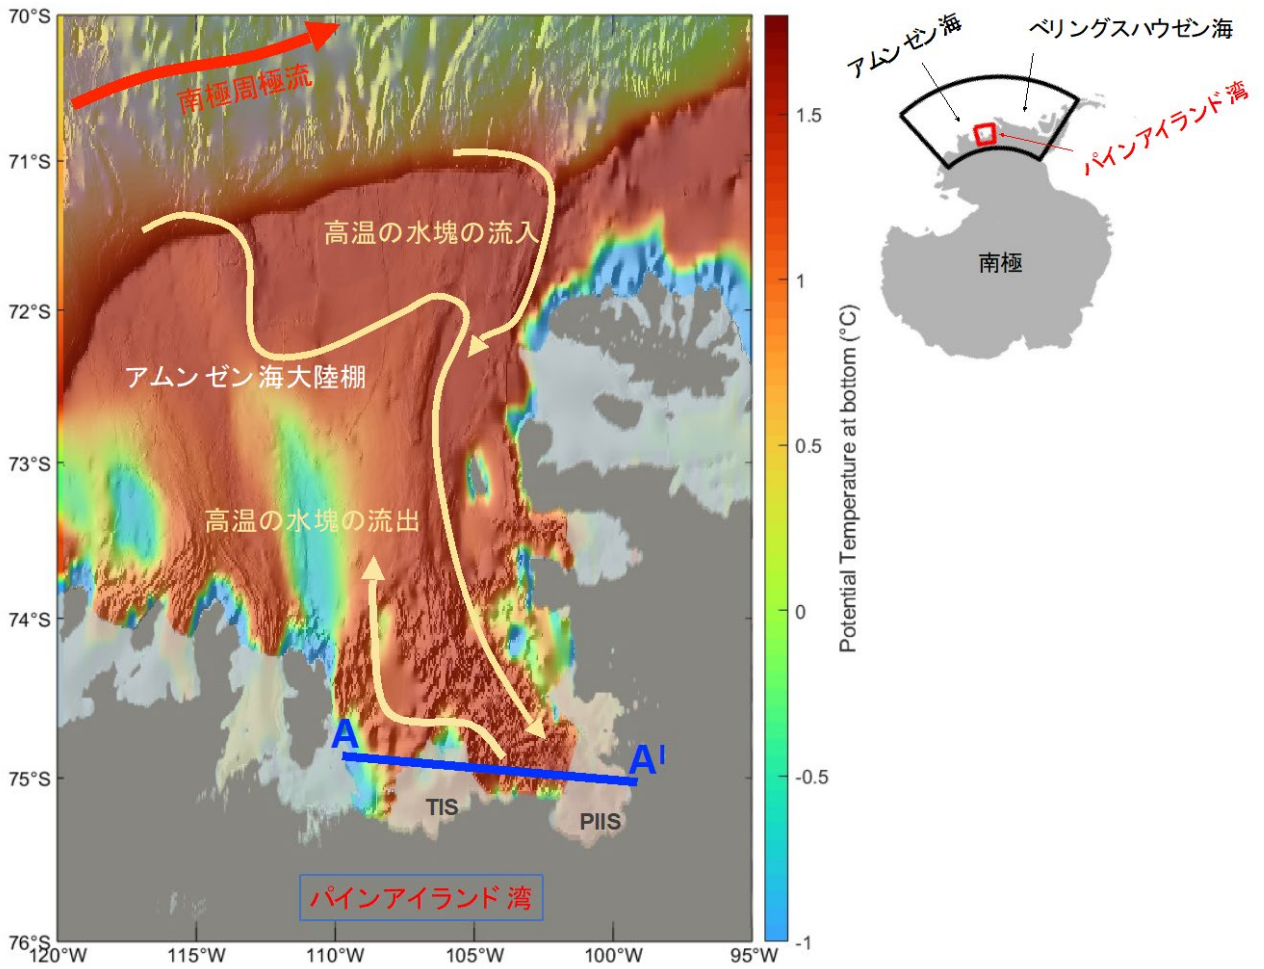 70°S
71°S
72°S
73°S
74°S
75°S
76°S
120°W
115°W
110°W
105°W
100°W
95°W
南極周極流
高温の水塊の流入
アムンゼン海大陸棚
高温の水塊の流出
A
A'
TIS
PIIS
パインアイランド湾
1.5
1
0.5
0
-0.5
-1
Potential Temperature at bottom (°C)
アムンゼン海
ベリングスハウゼン海
パインアイランド湾
南極